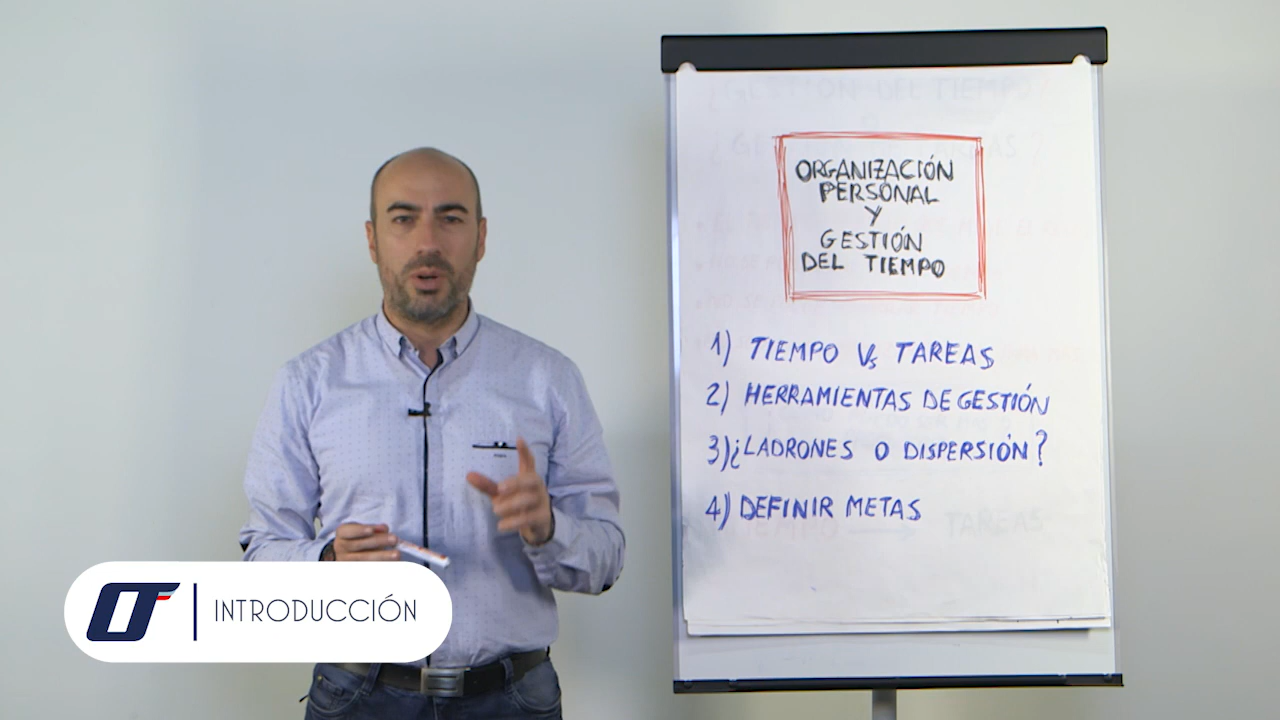 ORGANIZACIÓN
PERSONAL
Y
GESTIÓN
DEL TIEMPO
1) TIEMPO Vs TAREAS
2) HERRAMIENTAS DE GESTIÓN
3) ¿LADRONES O DISPERSIÓN?
4) DEFINIR METAS
INTRODUCCIÓN